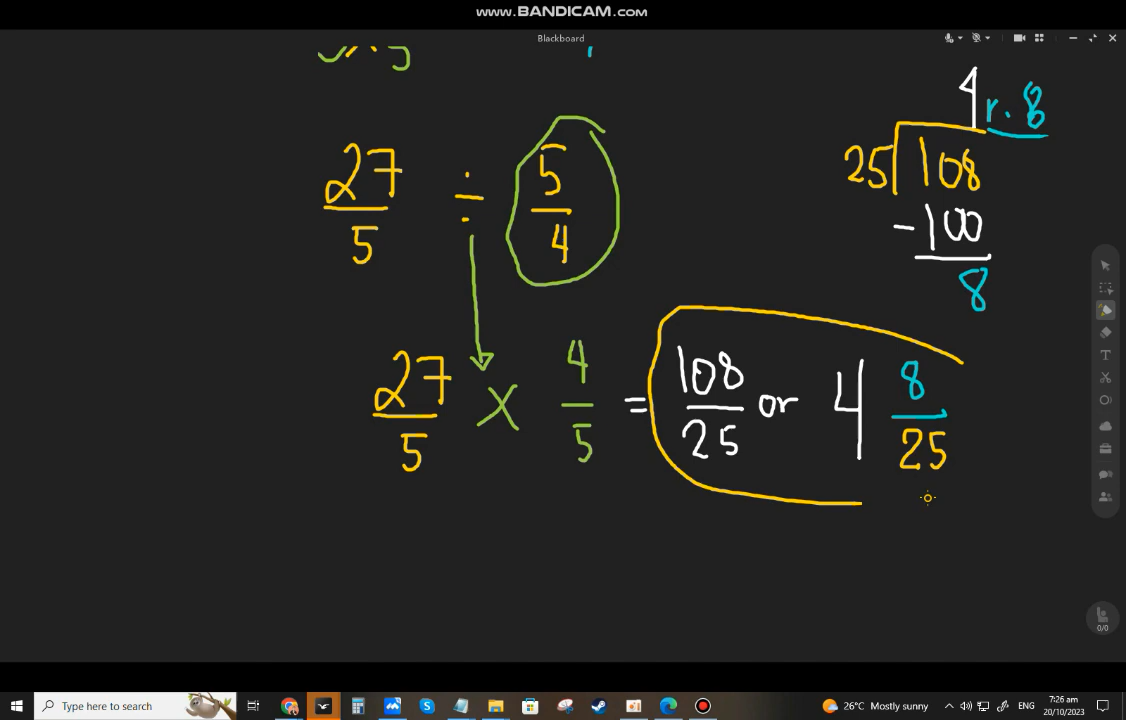 www.BANDICAM.com
Blackboard
4 r. 8
27/5 ÷ 5/4
25 108
-100
8
27/5 X 4/5 = 108/25 or 4 8/25
0/0
Type here to search
26°C Mostly sunny
ENG
7:26 am
20/10/2023